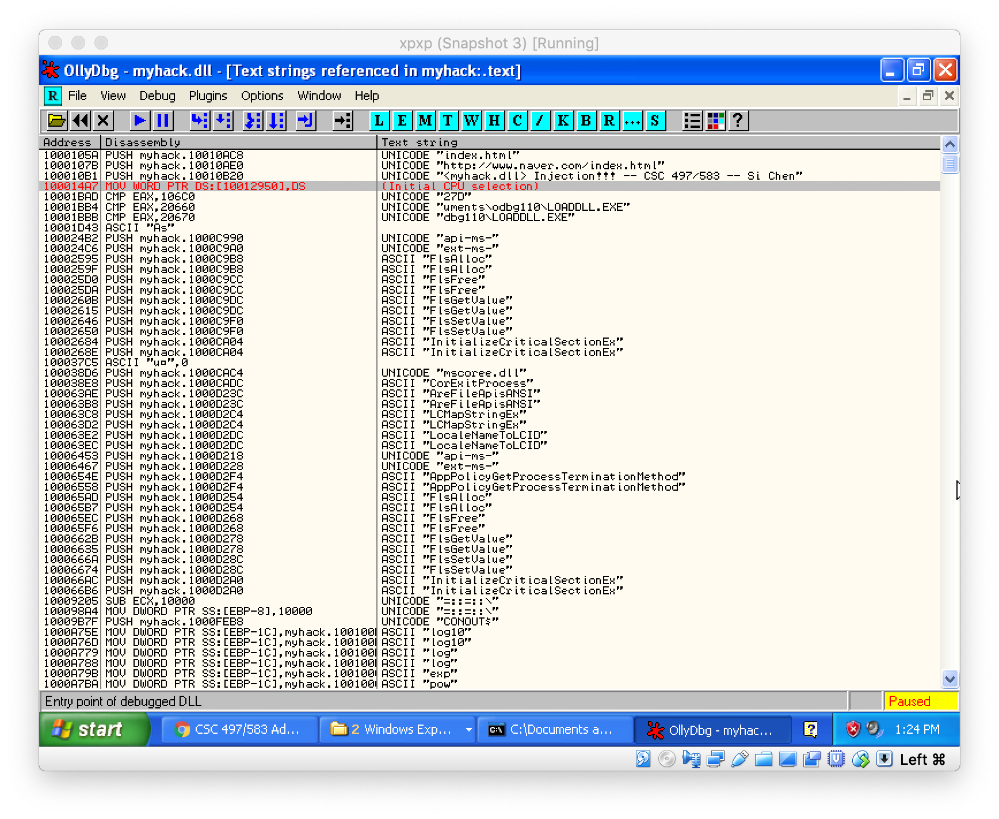 xpxp (Snapshot 3) [Running]
OllyDbg - myhack.dll - [Text strings referenced in myhack:.text]
R File View Debug Plugins Options Window Help
L E M T W H C / K B R ... S ?
Address Disassembly Text string
1000105A PUSH myhack.10010AC8 UNICODE "index.html"
1000107B PUSH myhack.10010AE0 UNICODE "http://www.naver.com/index.html"
100010B1 PUSH myhack.10010B20 UNICODE "<myhack.dll> Injection!!! -- CSC 497/583 -- Si Chen"
100014A7 MOV WORD PTR DS:[10012950],DS (Initial CPU selection)
10001BAD CMP EAX,106C0 UNICODE "27D"
10001BB4 CMP EAX,20660 UNICODE "uments\odbg110\LOADDLL.EXE"
10001BBB CMP EAX,20670 UNICODE "dbg110\LOADDLL.EXE"
10001D43 ASCII "As"
100024B2 PUSH myhack.1000C990 UNICODE "api-ms-"
100024C6 PUSH myhack.1000C9A0 UNICODE "ext-ms-"
10002595 PUSH myhack.1000C9B8 ASCII "FlsAlloc"
1000259F PUSH myhack.1000C9B8 ASCII "FlsAlloc"
100025D0 PUSH myhack.1000C9CC ASCII "FlsFree"
100025DA PUSH myhack.1000C9CC ASCII "FlsFree"
1000260B PUSH myhack.1000C9DC ASCII "FlsGetValue"
10002615 PUSH myhack.1000C9DC ASCII "FlsGetValue"
10002646 PUSH myhack.1000C9F0 ASCII "FlsSetValue"
10002650 PUSH myhack.1000C9F0 ASCII "FlsSetValue"
10002684 PUSH myhack.1000CA04 ASCII "InitializeCriticalSectionEx"
1000268E PUSH myhack.1000CA04 ASCII "InitializeCriticalSectionEx"
100037C5 ASCII "u¤",0
100038D6 PUSH myhack.1000CAC4 UNICODE "mscoree.dll"
100038E8 PUSH myhack.1000CADC ASCII "CorExitProcess"
100063AE PUSH myhack.1000D23C ASCII "AreFileApisANSI"
100063B8 PUSH myhack.1000D23C ASCII "AreFileApisANSI"
100063C8 PUSH myhack.1000D2C4 ASCII "LCMapStringEx"
100063D2 PUSH myhack.1000D2C4 ASCII "LCMapStringEx"
100063E2 PUSH myhack.1000D2DC ASCII "LocaleNameToLCID"
100063EC PUSH myhack.1000D2DC ASCII "LocaleNameToLCID"
10006453 PUSH myhack.1000D218 UNICODE "api-ms-"
10006467 PUSH myhack.1000D228 UNICODE "ext-ms-"
1000654E PUSH myhack.1000D2F4 ASCII "AppPolicyGetProcessTerminationMethod"
10006558 PUSH myhack.1000D2F4 ASCII "AppPolicyGetProcessTerminationMethod"
100065AD PUSH myhack.1000D254 ASCII "FlsAlloc"
100065B7 PUSH myhack.1000D254 ASCII "FlsAlloc"
100065EC PUSH myhack.1000D268 ASCII "FlsFree"
100065F6 PUSH myhack.1000D268 ASCII "FlsFree"
1000662B PUSH myhack.1000D278 ASCII "FlsGetValue"
10006635 PUSH myhack.1000D278 ASCII "FlsGetValue"
1000666A PUSH myhack.1000D28C ASCII "FlsSetValue"
10006674 PUSH myhack.1000D28C ASCII "FlsSetValue"
100066AC PUSH myhack.1000D2A0 ASCII "InitializeCriticalSectionEx"
100066B6 PUSH myhack.1000D2A0 ASCII "InitializeCriticalSectionEx"
10009205 SUB ECX,10000 UNICODE "=::=::\"
100098A4 MOV DWORD PTR SS:[EBP-8],10000 UNICODE "=::=::\"
10009B7F PUSH myhack.1000FEB8 UNICODE "CONOUT$"
1000A75E MOV DWORD PTR SS:[EBP-1C],myhack.100100 ASCII "log10"
1000A76D MOV DWORD PTR SS:[EBP-1C],myhack.100100 ASCII "log10"
1000A779 MOV DWORD PTR SS:[EBP-1C],myhack.100100 ASCII "log"
1000A788 MOV DWORD PTR SS:[EBP-1C],myhack.100100 ASCII "log"
1000A79B MOV DWORD PTR SS:[EBP-1C],myhack.100100 ASCII "exp"
1000A7BA MOV DWORD PTR SS:[EBP-1C],myhack.100100 ASCII "pow"
Entry point of debugged DLL Paused
start CSC 497/583 Ad... 2 Windows Exp... C:\Documents a... OllyDbg - myhac... 1:24 PM
Left ⌘